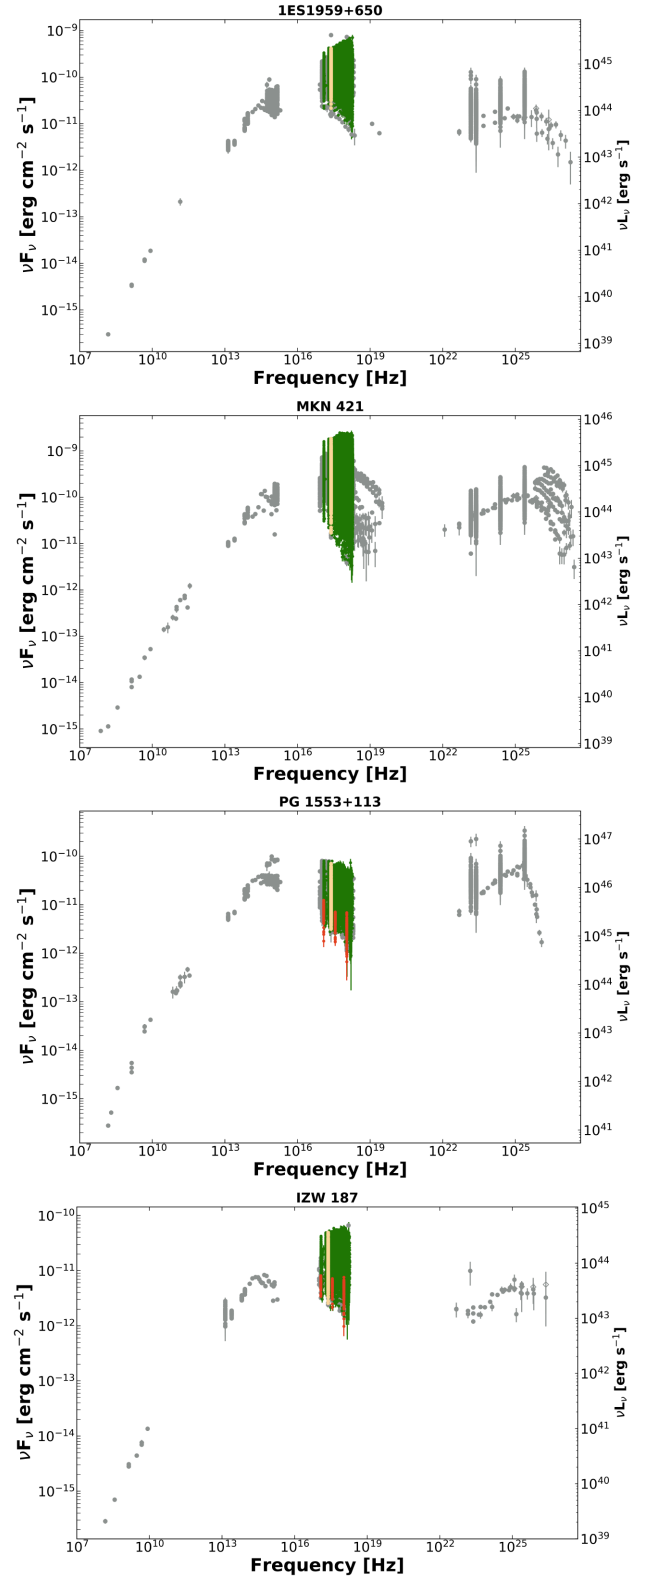 1ES1959+650
10⁻⁹
10⁻¹⁰
10⁻¹¹
10⁻¹²
10⁻¹³
10⁻¹⁴
10⁻¹⁵
νFν [erg cm⁻² s⁻¹]
10⁴⁵
10⁴⁴
10⁴³
10⁴²
10⁴¹
10⁴⁰
10³⁹
νLν [erg s⁻¹]
10⁷ 10¹⁰ 10¹³ 10¹⁶ 10¹⁹ 10²² 10²⁵
Frequency [Hz]
MKN 421
10⁻⁹
10⁻¹⁰
10⁻¹¹
10⁻¹²
10⁻¹³
10⁻¹⁴
10⁻¹⁵
νFν [erg cm⁻² s⁻¹]
10⁴⁶
10⁴⁵
10⁴⁴
10⁴³
10⁴²
10⁴¹
10⁴⁰
10³⁹
νLν [erg s⁻¹]
10⁷ 10¹⁰ 10¹³ 10¹⁶ 10¹⁹ 10²² 10²⁵
Frequency [Hz]
PG 1553+113
10⁻¹⁰
10⁻¹¹
10⁻¹²
10⁻¹³
10⁻¹⁴
10⁻¹⁵
νFν [erg cm⁻² s⁻¹]
10⁴⁷
10⁴⁶
10⁴⁵
10⁴⁴
10⁴³
10⁴²
10⁴¹
νLν [erg s⁻¹]
10⁷ 10¹⁰ 10¹³ 10¹⁶ 10¹⁹ 10²² 10²⁵
Frequency [Hz]
IZW 187
10⁻¹⁰
10⁻¹¹
10⁻¹²
10⁻¹³
10⁻¹⁴
10⁻¹⁵
νFν [erg cm⁻² s⁻¹]
10⁴⁵
10⁴⁴
10⁴³
10⁴²
10⁴¹
10⁴⁰
10³⁹
νLν [erg s⁻¹]
10⁷ 10¹⁰ 10¹³ 10¹⁶ 10¹⁹ 10²² 10²⁵
Frequency [Hz]